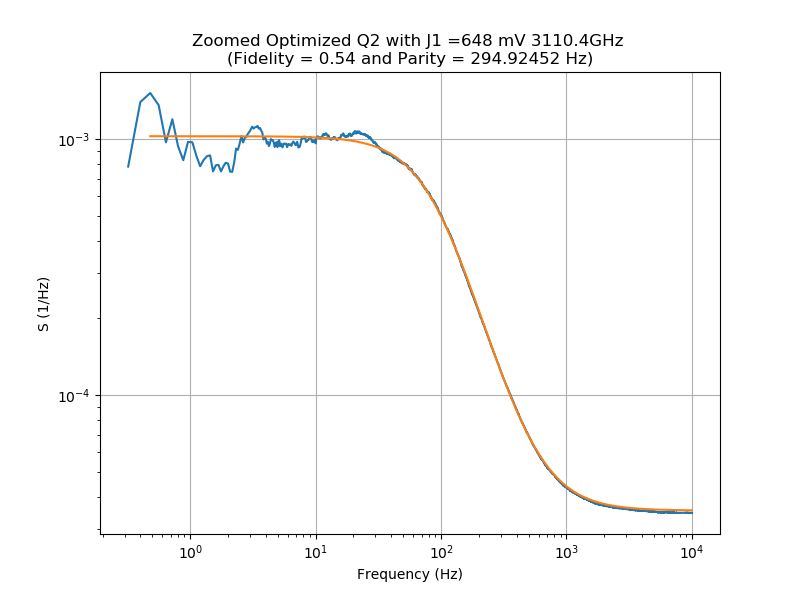 Zoomed Optimized Q2 with J1 =648 mV 3110.4GHz
(Fidelity = 0.54 and Parity = 294.92452 Hz)
S (1/Hz)
10⁻³
10⁻⁴
10⁰ 10¹ 10² 10³ 10⁴
Frequency (Hz)